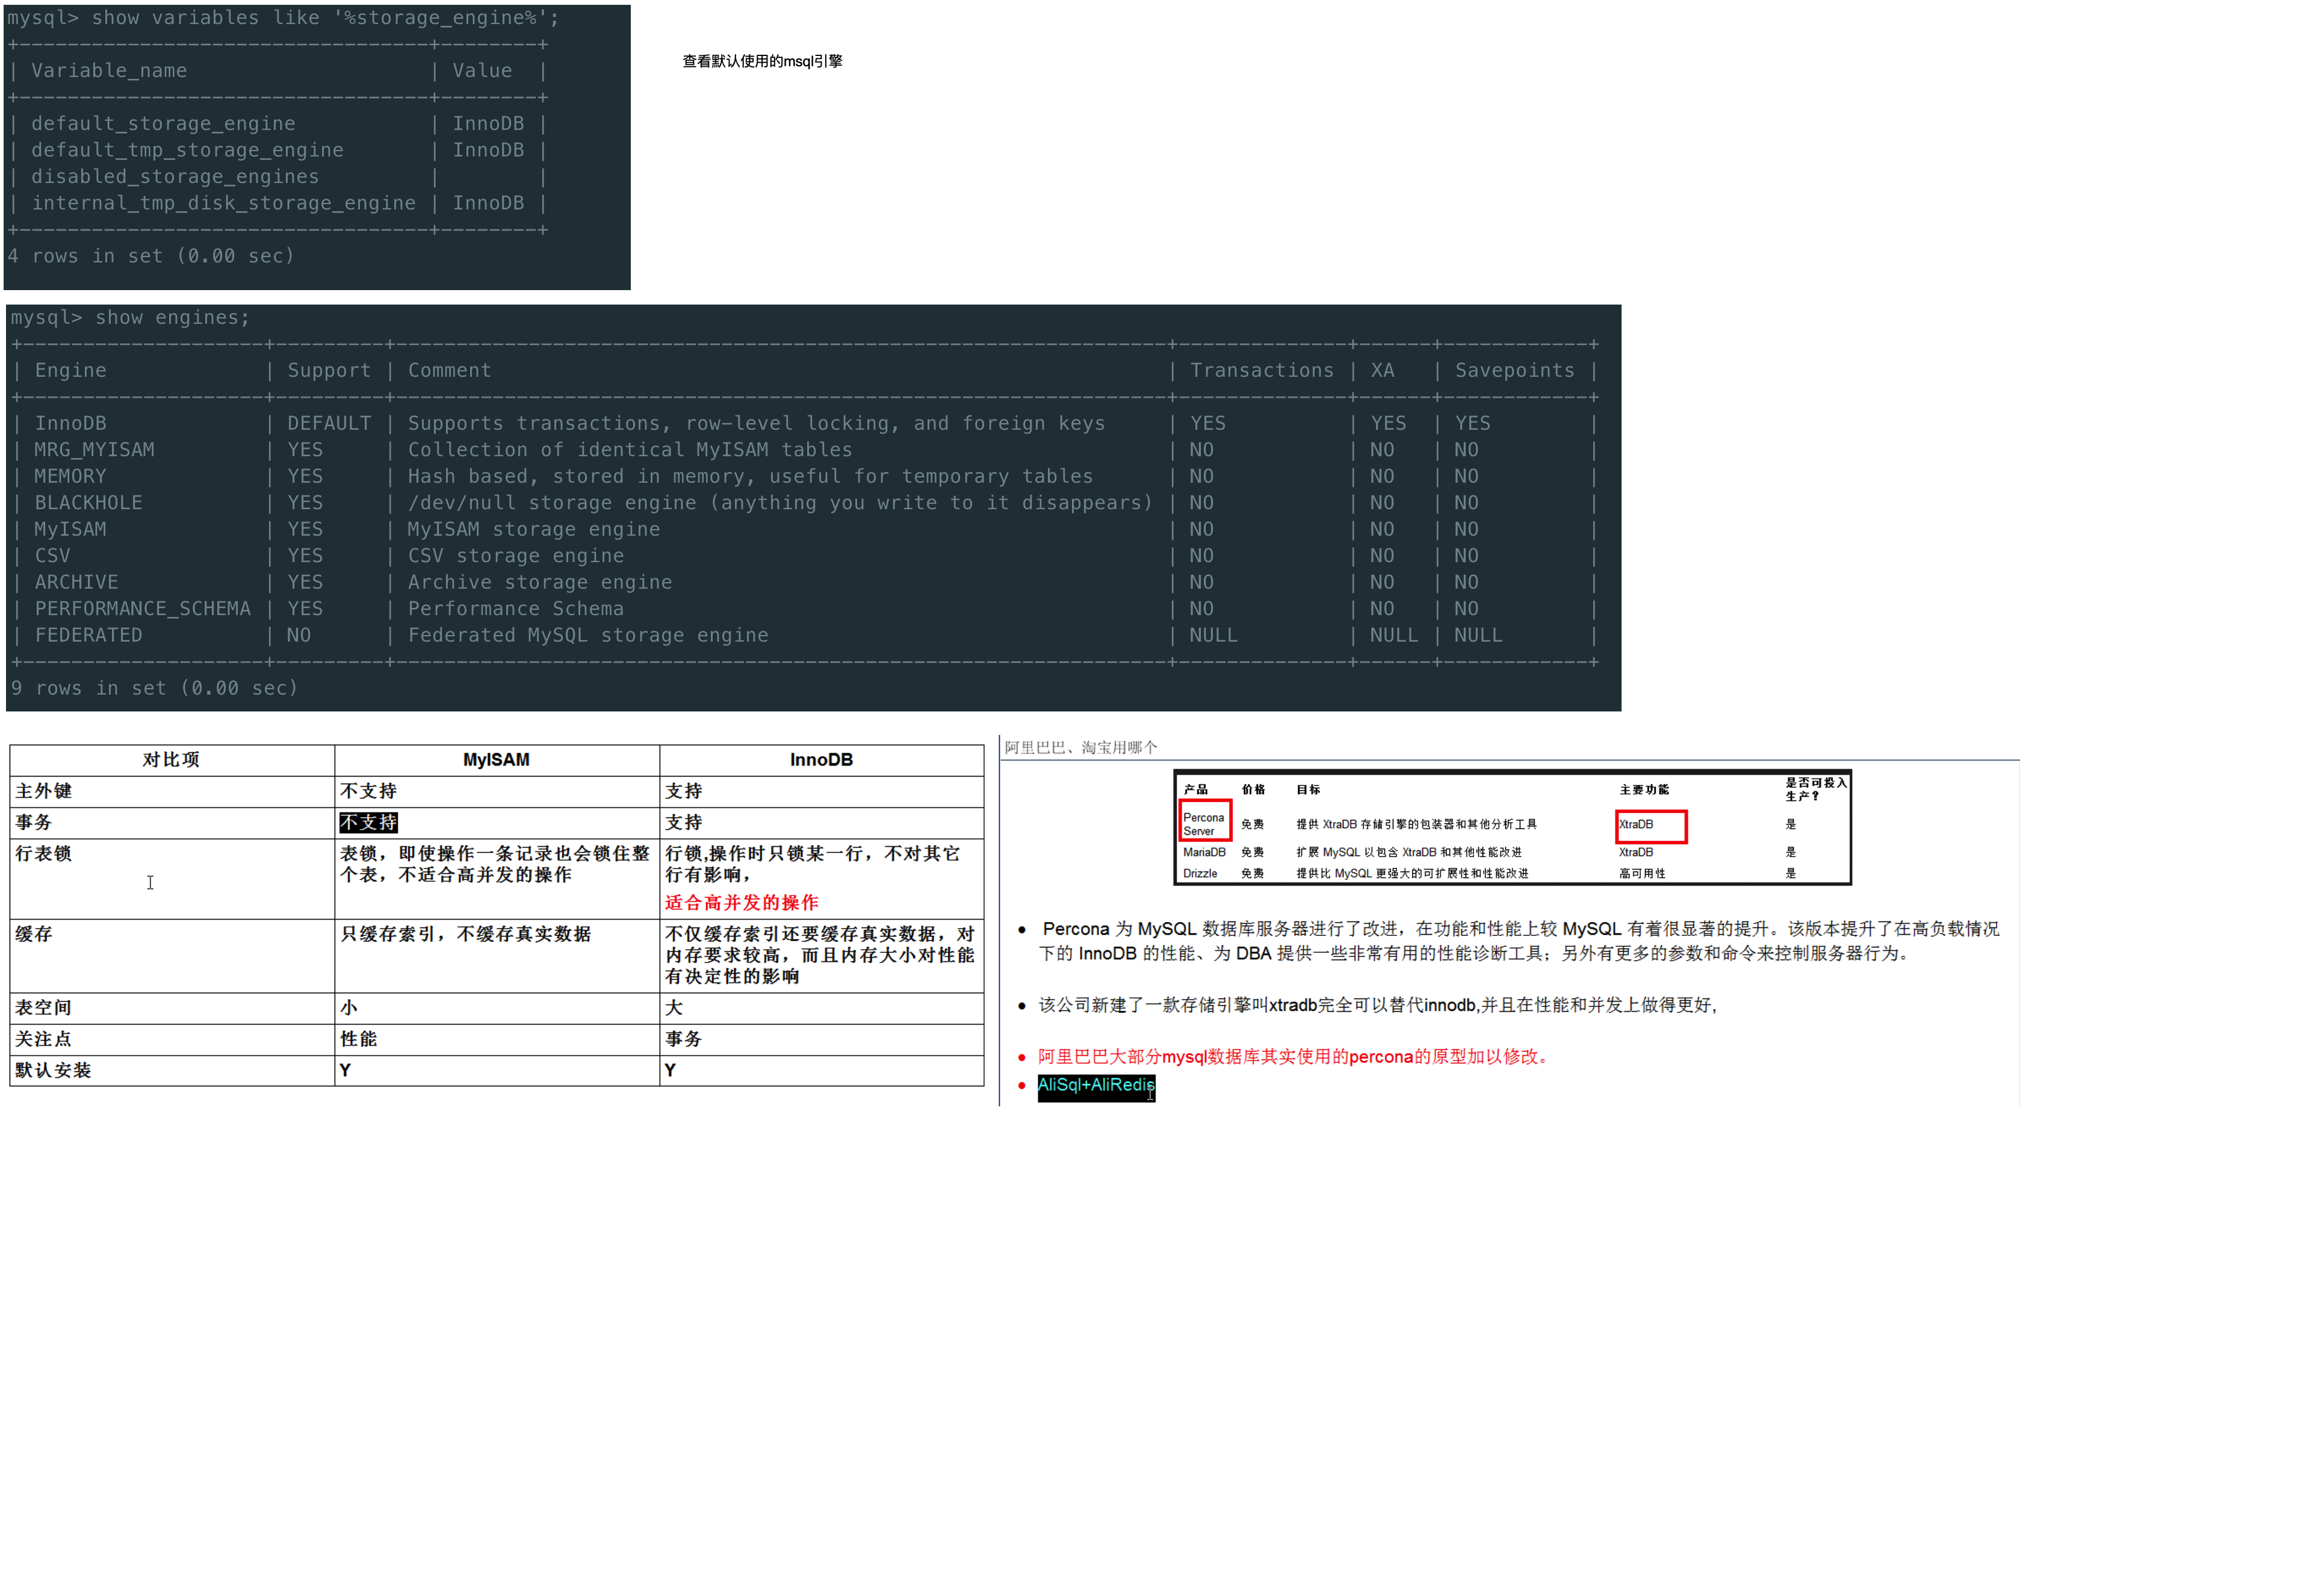 mysql> show variables like '%storage_engine%';
+----------------------------------+--------+
| Variable_name | Value |
+----------------------------------+--------+
| default_storage_engine | InnoDB |
| default_tmp_storage_engine | InnoDB |
| disabled_storage_engines | |
| internal_tmp_disk_storage_engine | InnoDB |
+----------------------------------+--------+
4 rows in set (0.00 sec)
查看默认使用的msql引擎
mysql> show engines;
+--------------------+---------+----------------------------------------------------------------+--------------+------+------------+
| Engine | Support | Comment | Transactions | XA | Savepoints |
+--------------------+---------+----------------------------------------------------------------+--------------+------+------------+
| InnoDB | DEFAULT | Supports transactions, row-level locking, and foreign keys | YES | YES | YES |
| MRG_MYISAM | YES | Collection of identical MyISAM tables | NO | NO | NO |
| MEMORY | YES | Hash based, stored in memory, useful for temporary tables | NO | NO | NO |
| BLACKHOLE | YES | /dev/null storage engine (anything you write to it disappears) | NO | NO | NO |
| MyISAM | YES | MyISAM storage engine | NO | NO | NO |
| CSV | YES | CSV storage engine | NO | NO | NO |
| ARCHIVE | YES | Archive storage engine | NO | NO | NO |
| PERFORMANCE_SCHEMA | YES | Performance Schema | NO | NO | NO |
| FEDERATED | NO | Federated MySQL storage engine | NULL | NULL | NULL |
+--------------------+---------+----------------------------------------------------------------+--------------+------+------------+
9 rows in set (0.00 sec)
对比项 MyISAM InnoDB
主外键 不支持 支持
事务 不支持 支持
行表锁 表锁，即使操作一条记录也会锁住整
个表，不适合高并发的操作
行锁,操作时只锁某一行，不对其它
行有影响，
适合高并发的操作
缓存 只缓存索引，不缓存真实数据
不仅缓存索引还要缓存真实数据，对
内存要求较高，而且内存大小对性能
有决定性的影响
表空间 小 大
关注点 性能 事务
默认安装 Y Y
阿里巴巴、淘宝用哪个
产品 价格 目标 主要功能 是否可投入
生产？
Percona
Server 免费 提供 XtraDB 存储引擎的包装器和其他分析工具 XtraDB 是
MariaDB 免费 扩展 MySQL 以包含 XtraDB 和其他性能改进 XtraDB 是
Drizzle 免费 提供比 MySQL 更强大的可扩展性和性能改进 高可用性 是
● Percona 为 MySQL 数据库服务器进行了改进，在功能和性能上较 MySQL 有着很显著的提升。该版本提升了在高负载情况
下的 InnoDB 的性能、为 DBA 提供一些非常有用的性能诊断工具；另外有更多的参数和命令来控制服务器行为。
● 该公司新建了一款存储引擎叫xtradb完全可以替代innodb,并且在性能和并发上做得更好,
● 阿里巴巴大部分mysql数据库其实使用的percona的原型加以修改。
● AliSql+AliRedis